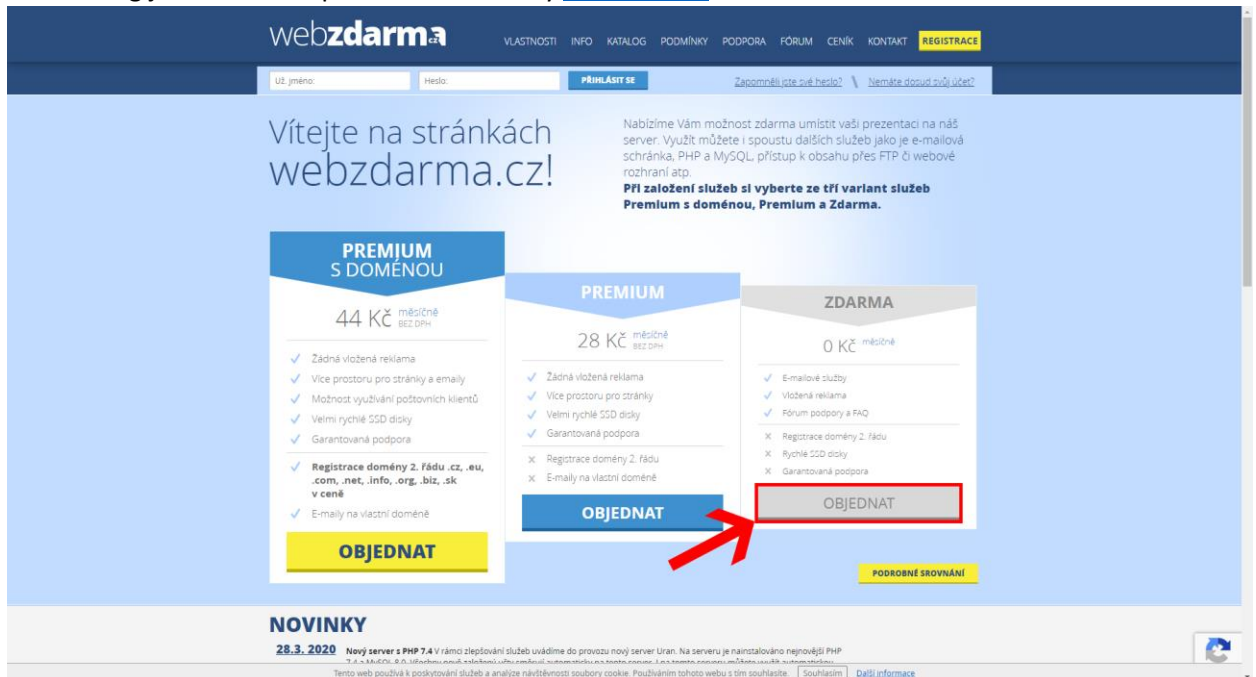 webzdarma.cz
VLASTNOSTI INFO KATALOG PODMÍNKY PODPORA FÓRUM CENÍK KONTAKT REGISTRACE
Už. jméno: Heslo: PŘIHLÁSIT SE Zapomněli jste své heslo? \ Nemáte dosud svůj účet?
Vítejte na stránkách
webzdarma.cz!
Nabízíme Vám možnost zdarma umístit vaši prezentaci na náš
server. Využít můžete i spoustu dalších služeb jako je e-mailová
schránka, PHP a MySQL, přístup k obsahu přes FTP či webové
rozhraní atp.
Při založení služeb si vyberte ze tří variant služeb
Premium s doménou, Premium a Zdarma.
PREMIUM
S DOMÉNOU
44 Kč měsíčně
BEZ DPH
✓ Žádná vložená reklama
✓ Více prostoru pro stránky a emaily
✓ Možnost využívání poštovních klientů
✓ Velmi rychlé SSD disky
✓ Garantovaná podpora
✓ Registrace domény 2. řádu .cz, .eu,
.com, .net, .info, .org, .biz, .sk
v ceně
✓ E-maily na vlastní doméně
OBJEDNAT
PREMIUM
28 Kč měsíčně
BEZ DPH
✓ Žádná vložená reklama
✓ Více prostoru pro stránky
✓ Velmi rychlé SSD disky
✓ Garantovaná podpora
× Registrace domény 2. řádu
× E-maily na vlastní doméně
OBJEDNAT
ZDARMA
0 Kč měsíčně
✓ E-mailové služby
✓ Vložená reklama
✓ Fórum podpory a FAQ
× Registrace domény 2. řádu
× Rychlé SSD disky
× Garantovaná podpora
OBJEDNAT
PODROBNÉ SROVNÁNÍ
NOVINKY
28.3. 2020 Nový server s PHP 7.4 V rámci zlepšování služeb uvádíme do provozu nový server Uran. Na serveru je nainstalováno nejnovější PHP
Tento web používá k poskytování služeb a analýze návštěvnosti soubory cookie. Používáním tohoto webu s tím souhlasíte. Souhlasím Další informace